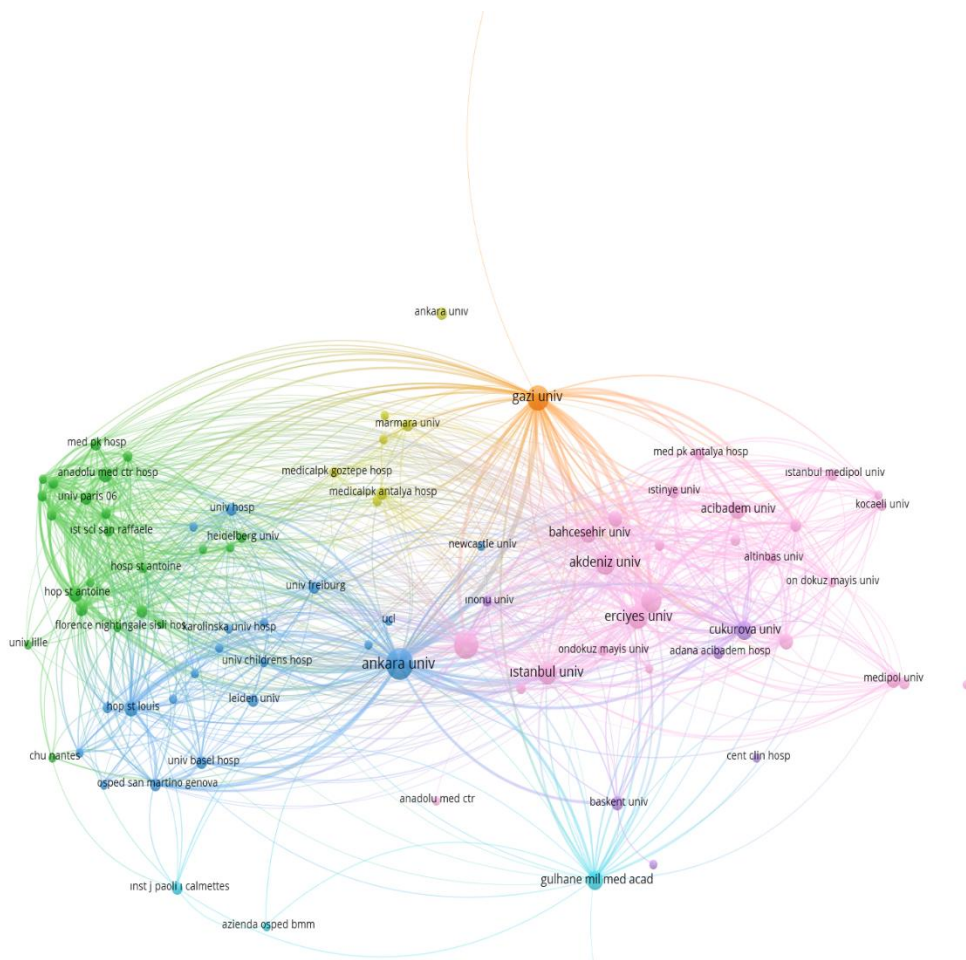 ankara unıv
gazi univ
marmara univ
med pk hosp
med pk antalya hosp
anadolu med ctr hosp
medicalpk goztepe hosp
ıstanbul medipol univ
univ paris 06
medicalpk antalya hosp
ıstinye univ
kocaeli univ
univ hosp
acibadem univ
ıst sci san raffaele
heidelberg univ
bahcesehir univ
newcastle univ
altinbas univ
hosp st antoine
akdeniz univ
on dokuz mayis univ
hop st antoine
univ freiburg
ınonu univ
florence nightingale sisli hos
karolinska univ hosp
ucl
erciyes univ
cukurova univ
univ lille
ondokuz mayis univ
adana acibadem hosp
univ childrens hosp
ankara univ
ıstanbul univ
medipol univ
leiden univ
hop st louis
chu nantes
univ basel hosp
cent clin hosp
osped san martino genova
anadolu med ctr
baskent univ
ınst j paoli ı calmettes
gulhane mil med acad
azienda osped bmm